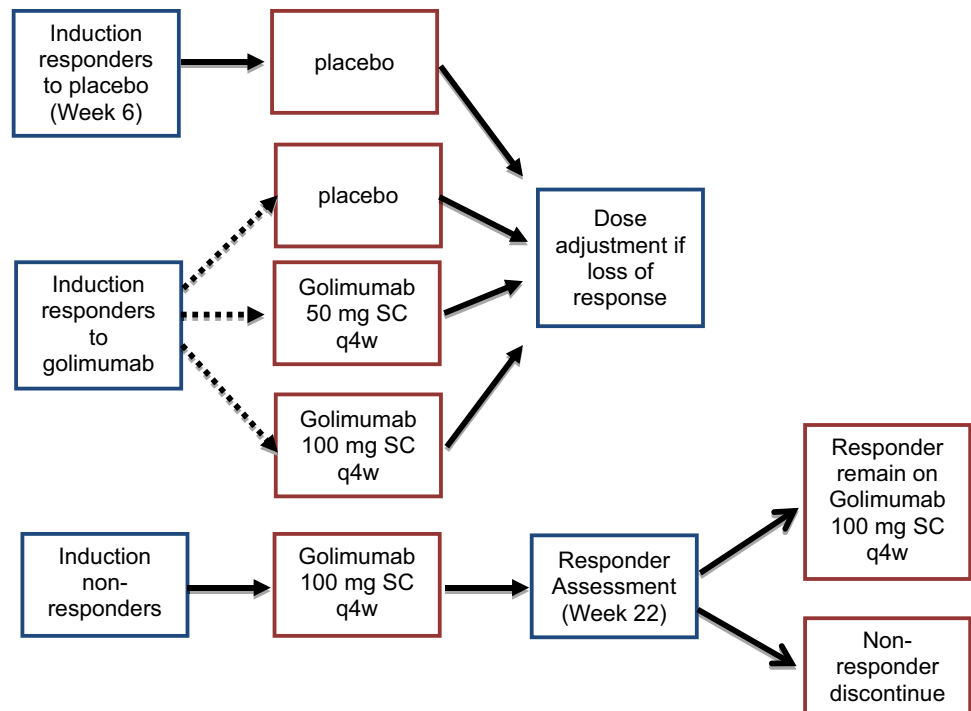 Induction
responders
to placebo
(Week 6)
placebo
Induction
responders
to
golimumab
placebo
Golimumab
50 mg SC
q4w
Golimumab
100 mg SC
q4w
Dose
adjustment if
loss of
response
Induction
non-
responders
Golimumab
100 mg SC
q4w
Responder
Assessment
(Week 22)
Responder
remain on
Golimumab
100 mg SC
q4w
Non-
responder
discontinue